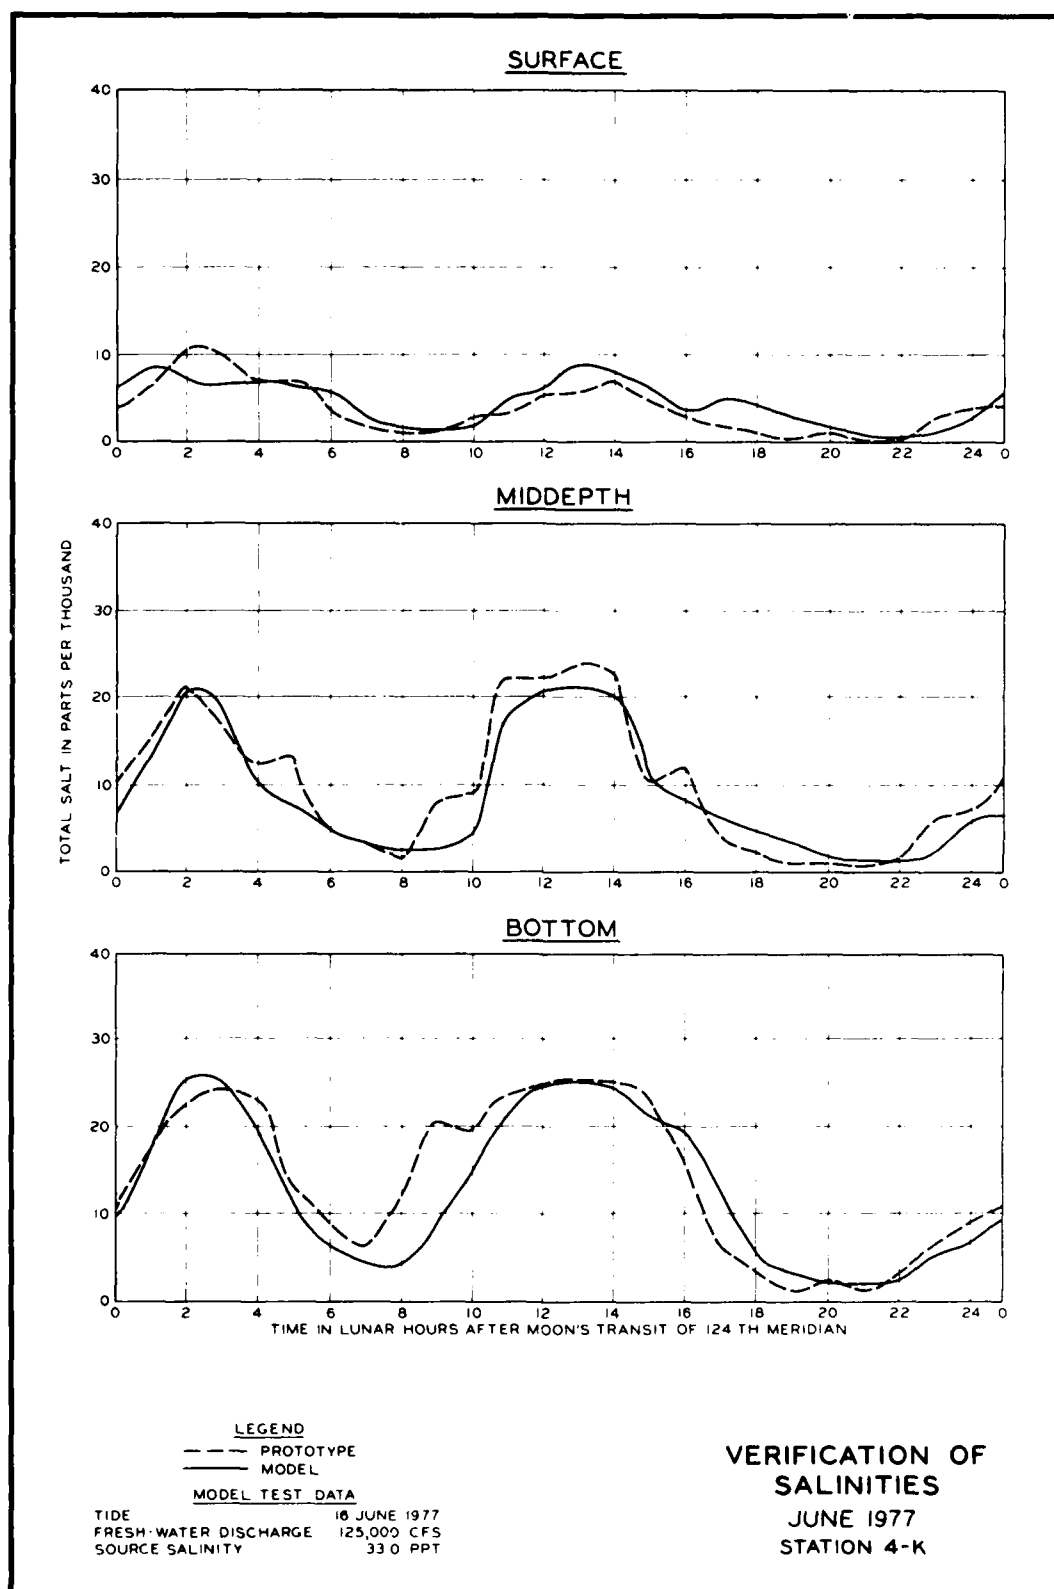 SURFACE
40
30
20
10
0
0 2 4 6 8 10 12 14 16 18 20 22 24 0
MIDDEPTH
TOTAL SALT IN PARTS PER THOUSAND
40
30
20
10
0
0 2 4 6 8 10 12 14 16 18 20 22 24 0
BOTTOM
40
30
20
10
0
0 2 4 6 8 10 12 14 16 18 20 22 24 0
TIME IN LUNAR HOURS AFTER MOON'S TRANSIT OF 124 TH MERIDIAN
LEGEND
PROTOTYPE
MODEL
MODEL TEST DATA
TIDE 16 JUNE 1977
FRESH-WATER DISCHARGE 125,000 CFS
SOURCE SALINITY 33.0 PPT
VERIFICATION OF
SALINITIES
JUNE 1977
STATION 4-K